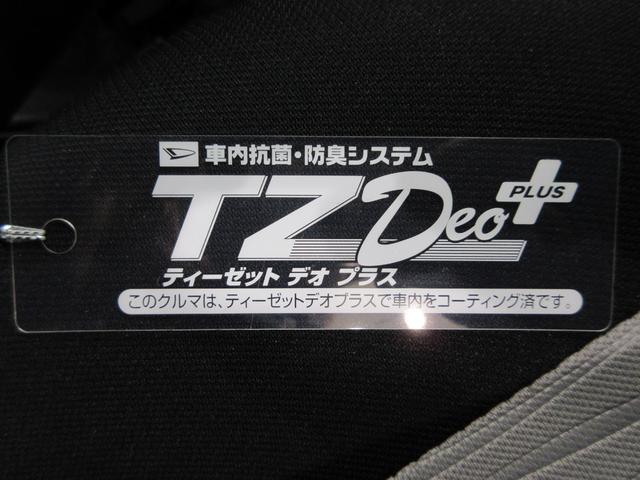 車内抗菌・防臭システム
TZ Deo PLUS
ティーゼット デオ プラス
このクルマは、ティーゼットデオプラスで車内をコーティング済です。